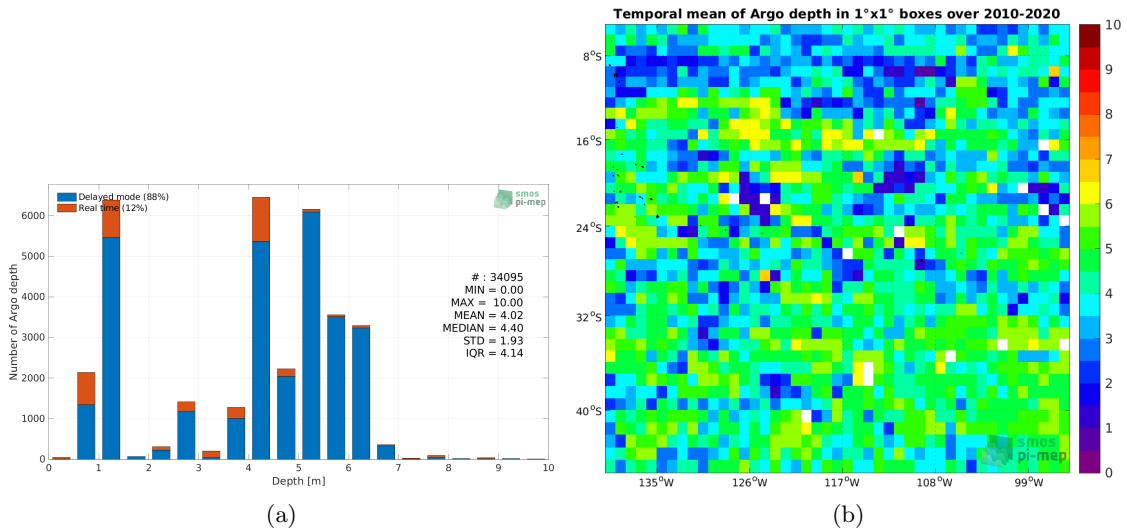 Delayed mode (88%)
Real time (12%)
smos
pi-mep
# : 34095
MIN = 0.00
MAX = 10.00
MEAN = 4.02
MEDIAN = 4.40
STD = 1.93
IQR = 4.14
Number of Argo depth
6000
5000
4000
3000
2000
1000
0
0 1 2 3 4 5 6 7 8 9 10
Depth [m]
(a)
Temporal mean of Argo depth in 1°x1° boxes over 2010-2020
8°S
16°S
24°S
32°S
40°S
135°W 126°W 117°W 108°W 99°W
smos
pi-mep
10
9
8
7
6
5
4
3
2
1
0
(b)